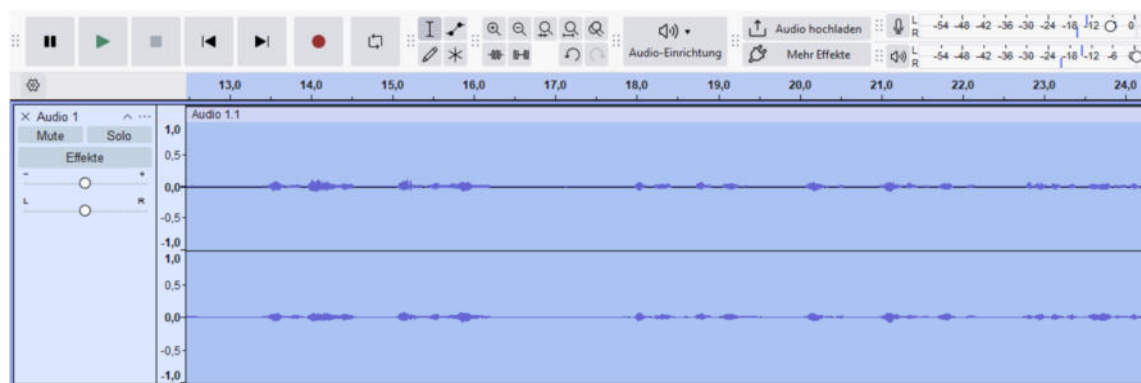 Audio-Einrichtung
Audio hochladen
Mehr Effekte
L
R
-54 -48 -42 -36 -30 -24 -18 -12 0
L
R
-54 -48 -42 -36 -30 -24 -18 -12 -6
13,0 14,0 15,0 16,0 17,0 18,0 19,0 20,0 21,0 22,0 23,0 24,0
Audio 1
Audio 1.1
Mute Solo
Effekte
- +
L R
1,0
0,5
0,0
-0,5
-1,0
1,0
0,5
0,0
-0,5
-1,0